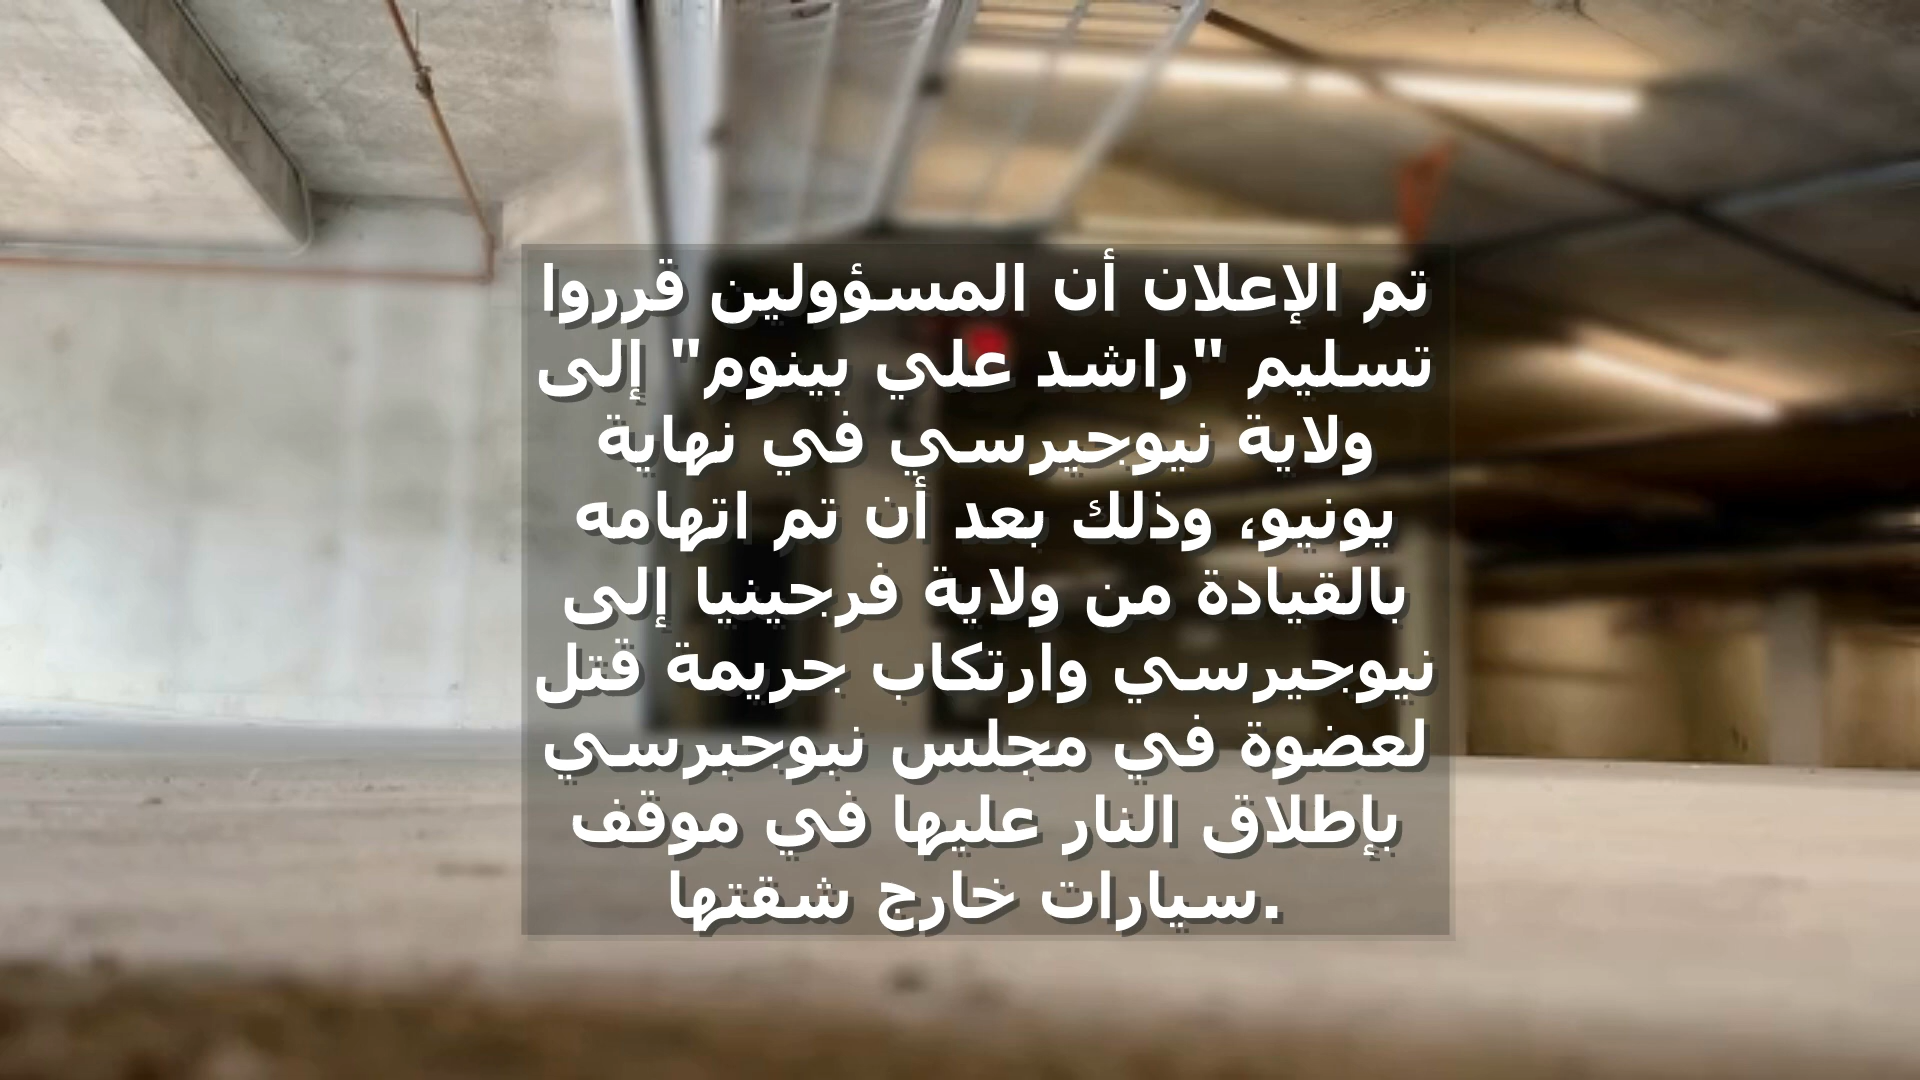 تم الإعلان أن المسؤولين قرروا
تسليم "راشد علي بينوم" إلى
ولاية نيوجيرسي في نهاية
يونيو، وذلك بعد أن تم اتهامه
بالقيادة من ولاية فرجينيا إلى
نيوجيرسي وارتكاب جريمة قتل
لعضوة في مجلس نيوجيرسي
بإطلاق النار عليها في موقف
سيارات خارج شقتها.